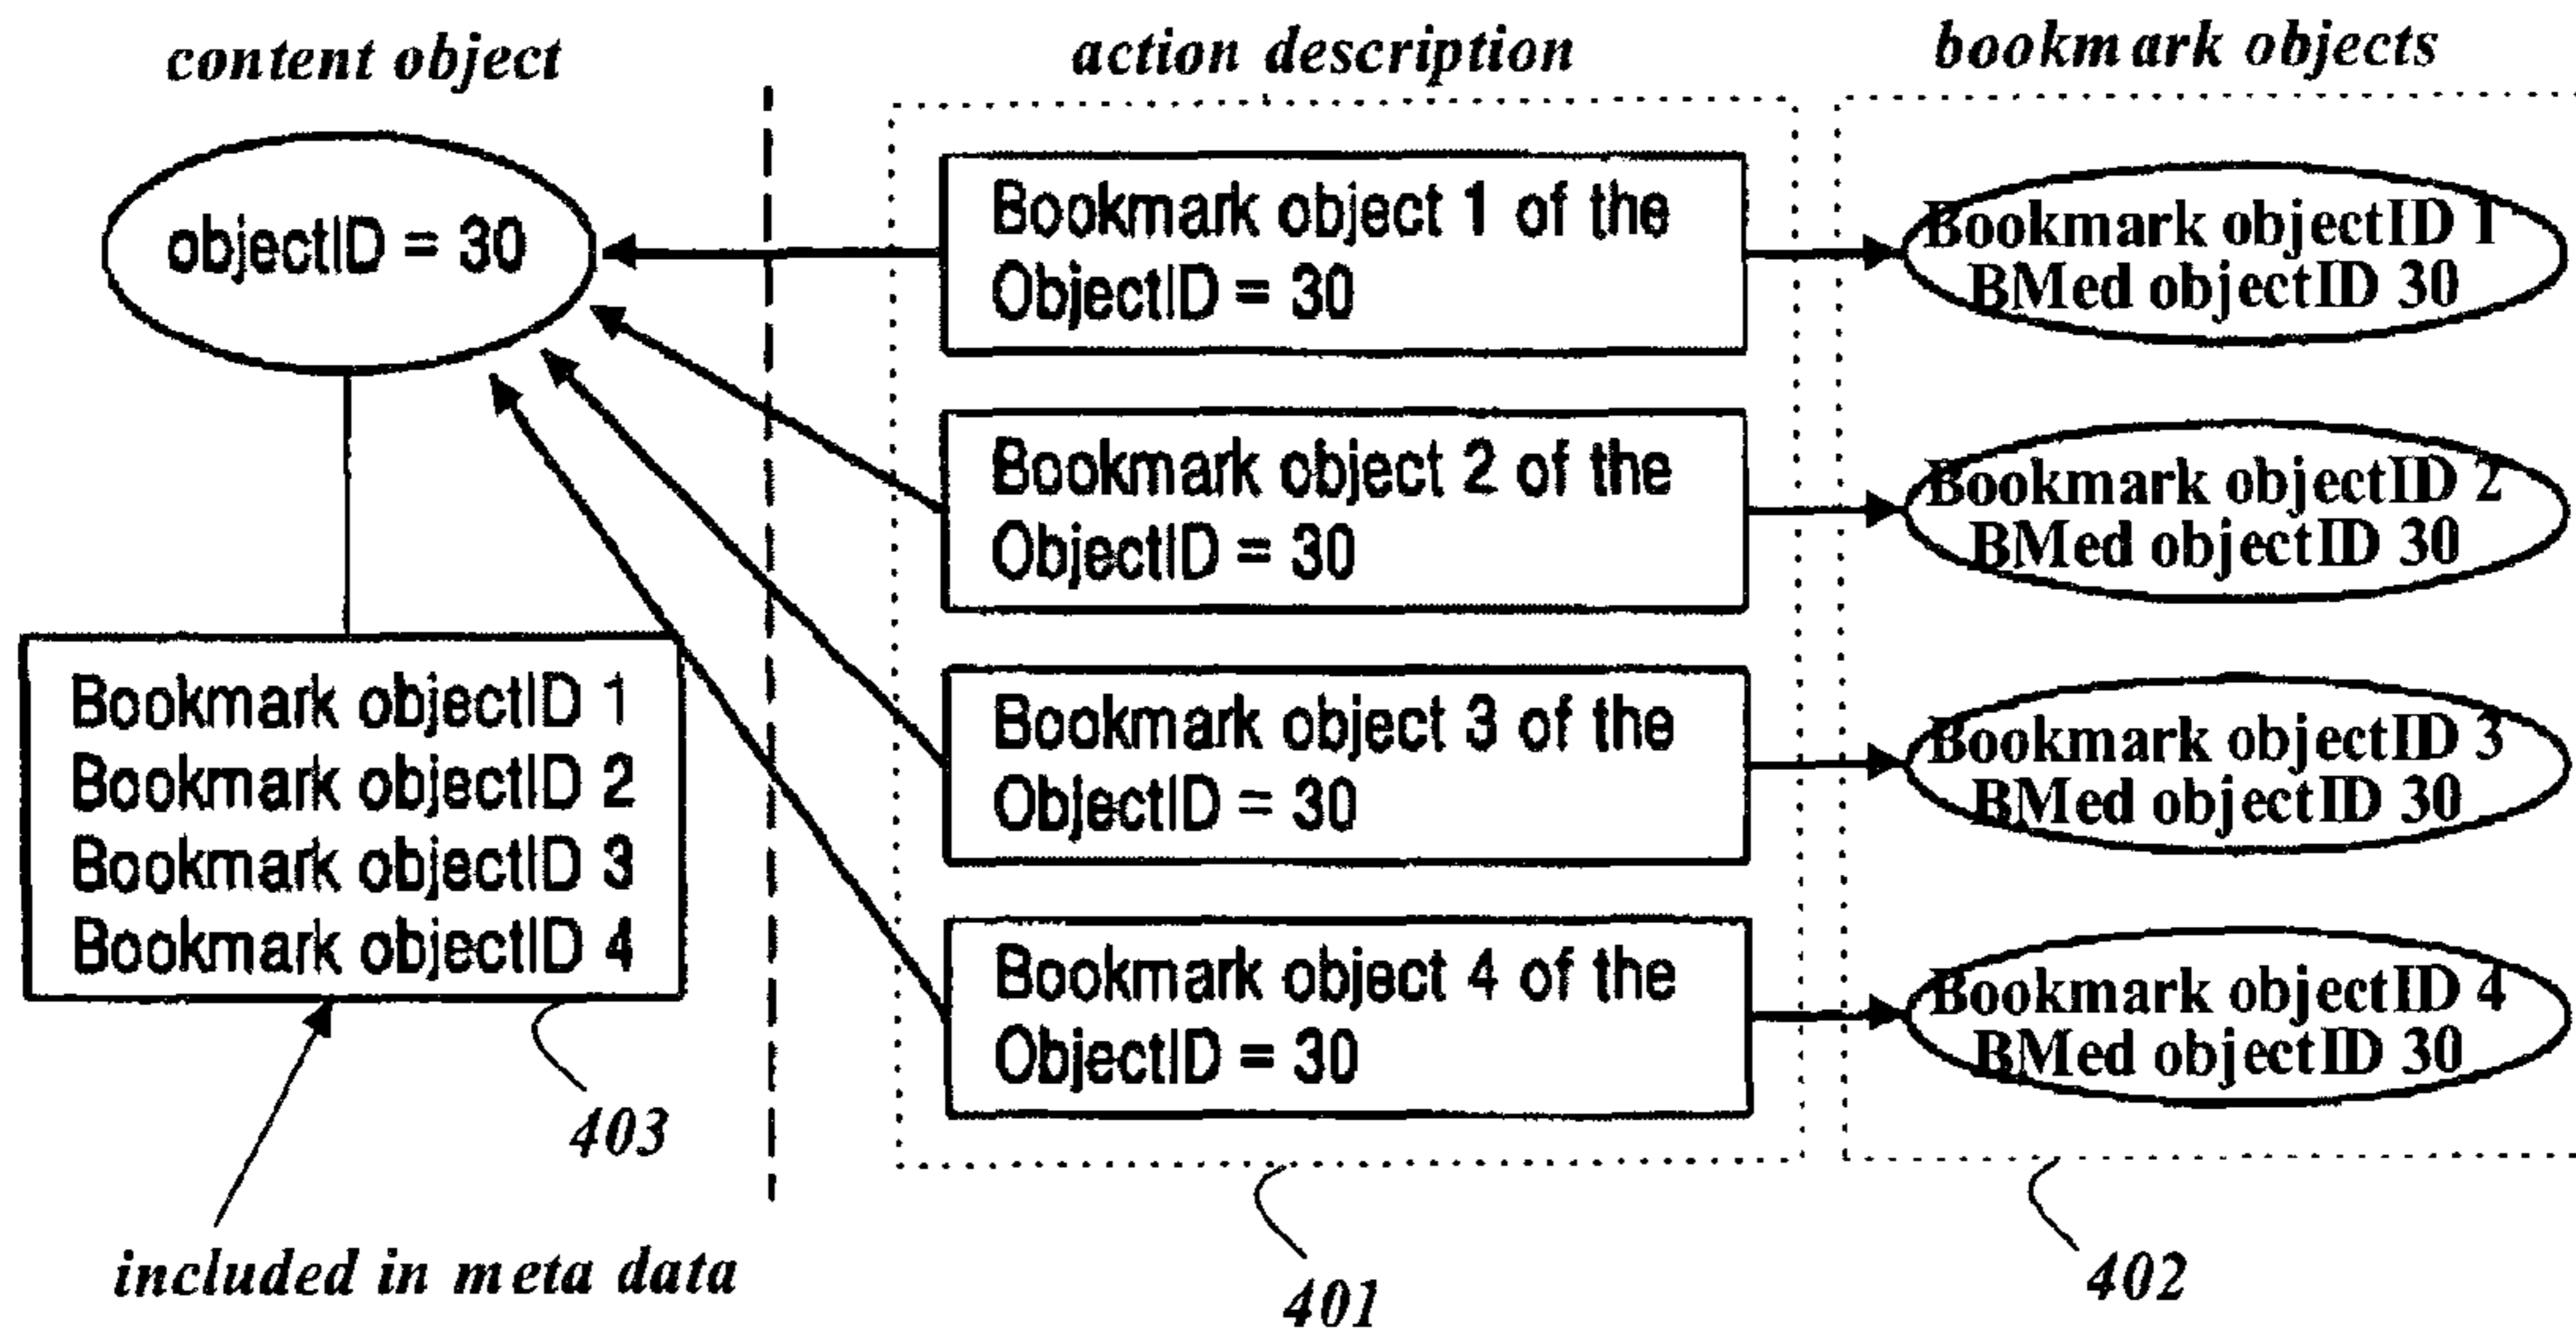 content object
action description
bookmark objects
objectID = 30
Bookmark object 1 of the
ObjectID = 30
Bookmark objectID 1
BMed objectID 30
Bookmark object 2 of the
ObjectID = 30
Bookmark objectID 2
BMed objectID 30
Bookmark objectID 1
Bookmark objectID 2
Bookmark objectID 3
Bookmark objectID 4
Bookmark object 3 of the
ObjectID = 30
Bookmark objectID 3
BMed objectID 30
Bookmark object 4 of the
ObjectID = 30
Bookmark objectID 4
BMed objectID 30
403
included in meta data
401
402